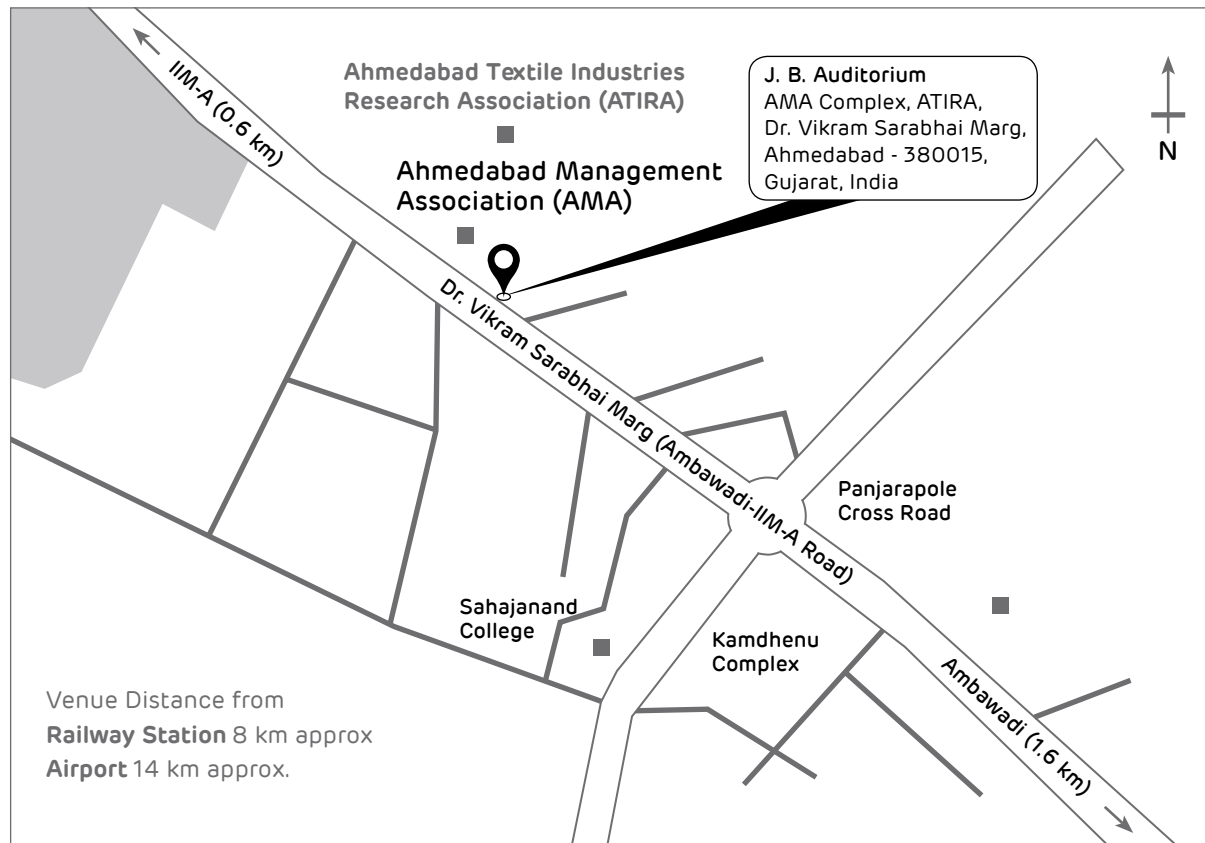 IIM-A (0.6 km)
Ahmedabad Textile Industries
Research Association (ATIRA)
Ahmedabad Management
Association (AMA)
J. B. Auditorium
AMA Complex, ATIRA,
Dr. Vikram Sarabhai Marg,
Ahmedabad - 380015,
Gujarat, India
N
Dr. Vikram Sarabhai Marg (Ambawadi-IIM-A Road)
Panjarapole
Cross Road
Sahajanand
College
Kamdhenu
Complex
Ambawadi (1.6 km)
Venue Distance from
Railway Station 8 km approx
Airport 14 km approx.